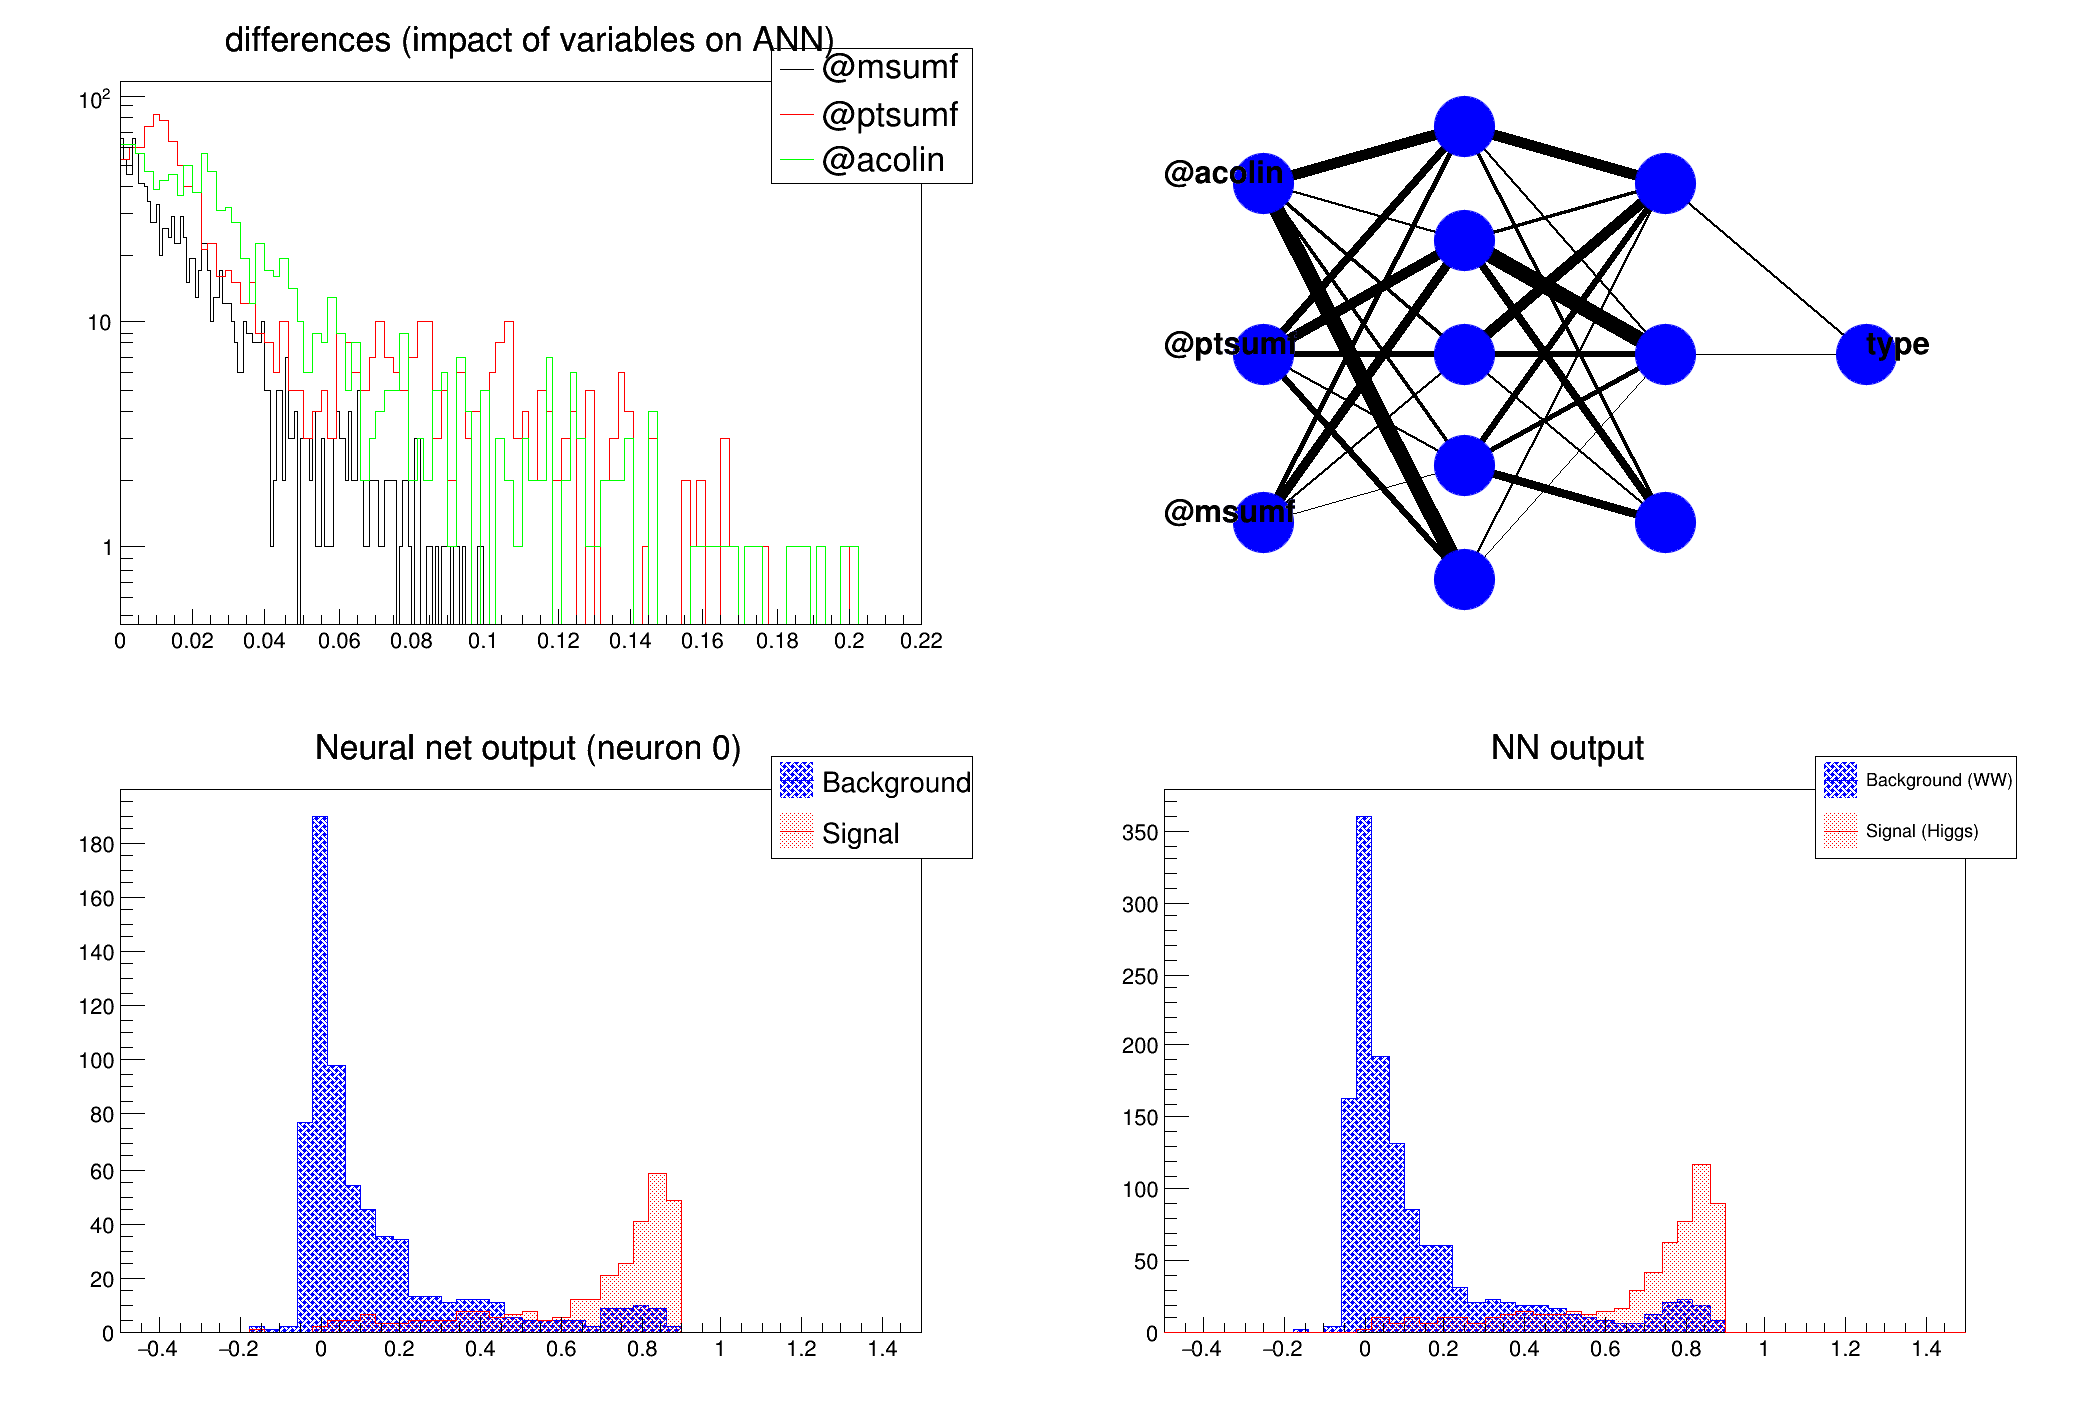 differences (impact of variables on ANN)
@msumf
@ptsumf
@acolin
10²
10
1
0 0.02 0.04 0.06 0.08 0.1 0.12 0.14 0.16 0.18 0.2 0.22
@acolin
@ptsumf
@msumf
type
Neural net output (neuron 0)
Background
Signal
180
160
140
120
100
80
60
40
20
0
−0.4 −0.2 0 0.2 0.4 0.6 0.8 1 1.2 1.4
NN output
Background (WW)
Signal (Higgs)
350
300
250
200
150
100
50
0
−0.4 −0.2 0 0.2 0.4 0.6 0.8 1 1.2 1.4